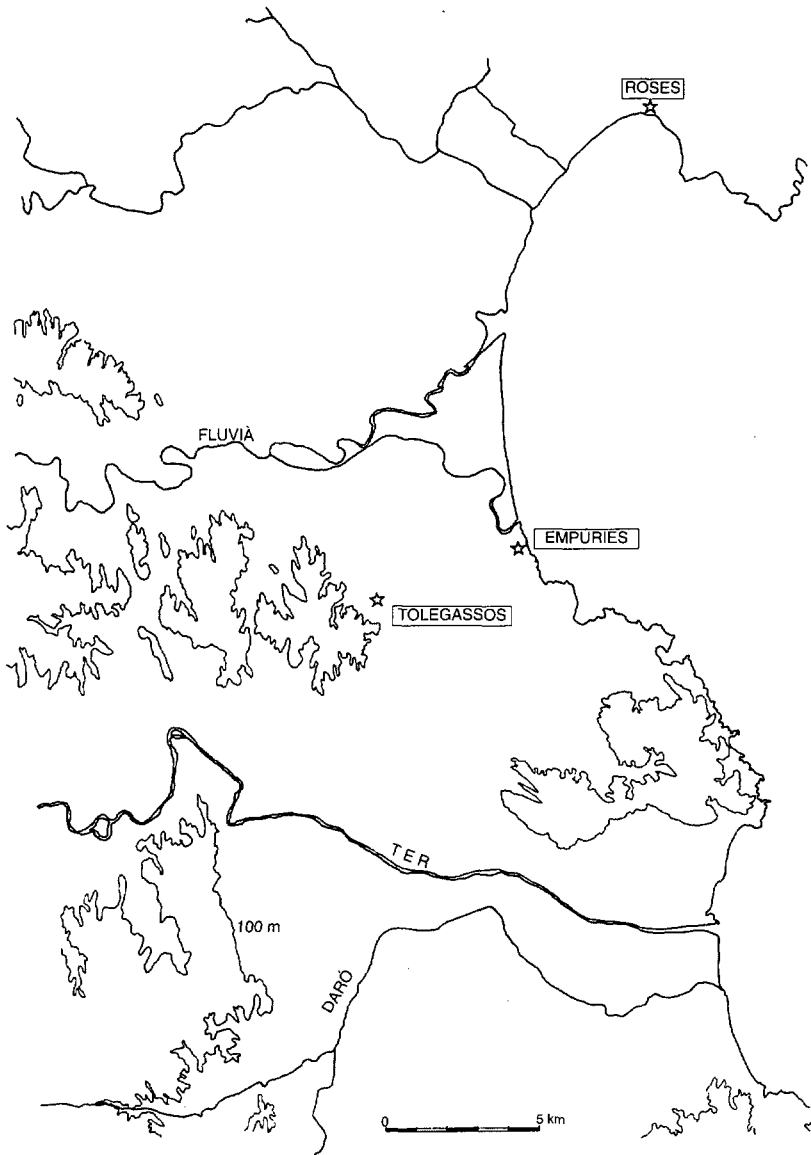 ROSES
FLUVIÀ
EMPURIES
TOLEGASSOS
TER
100 m
DARÓ
0 5 km